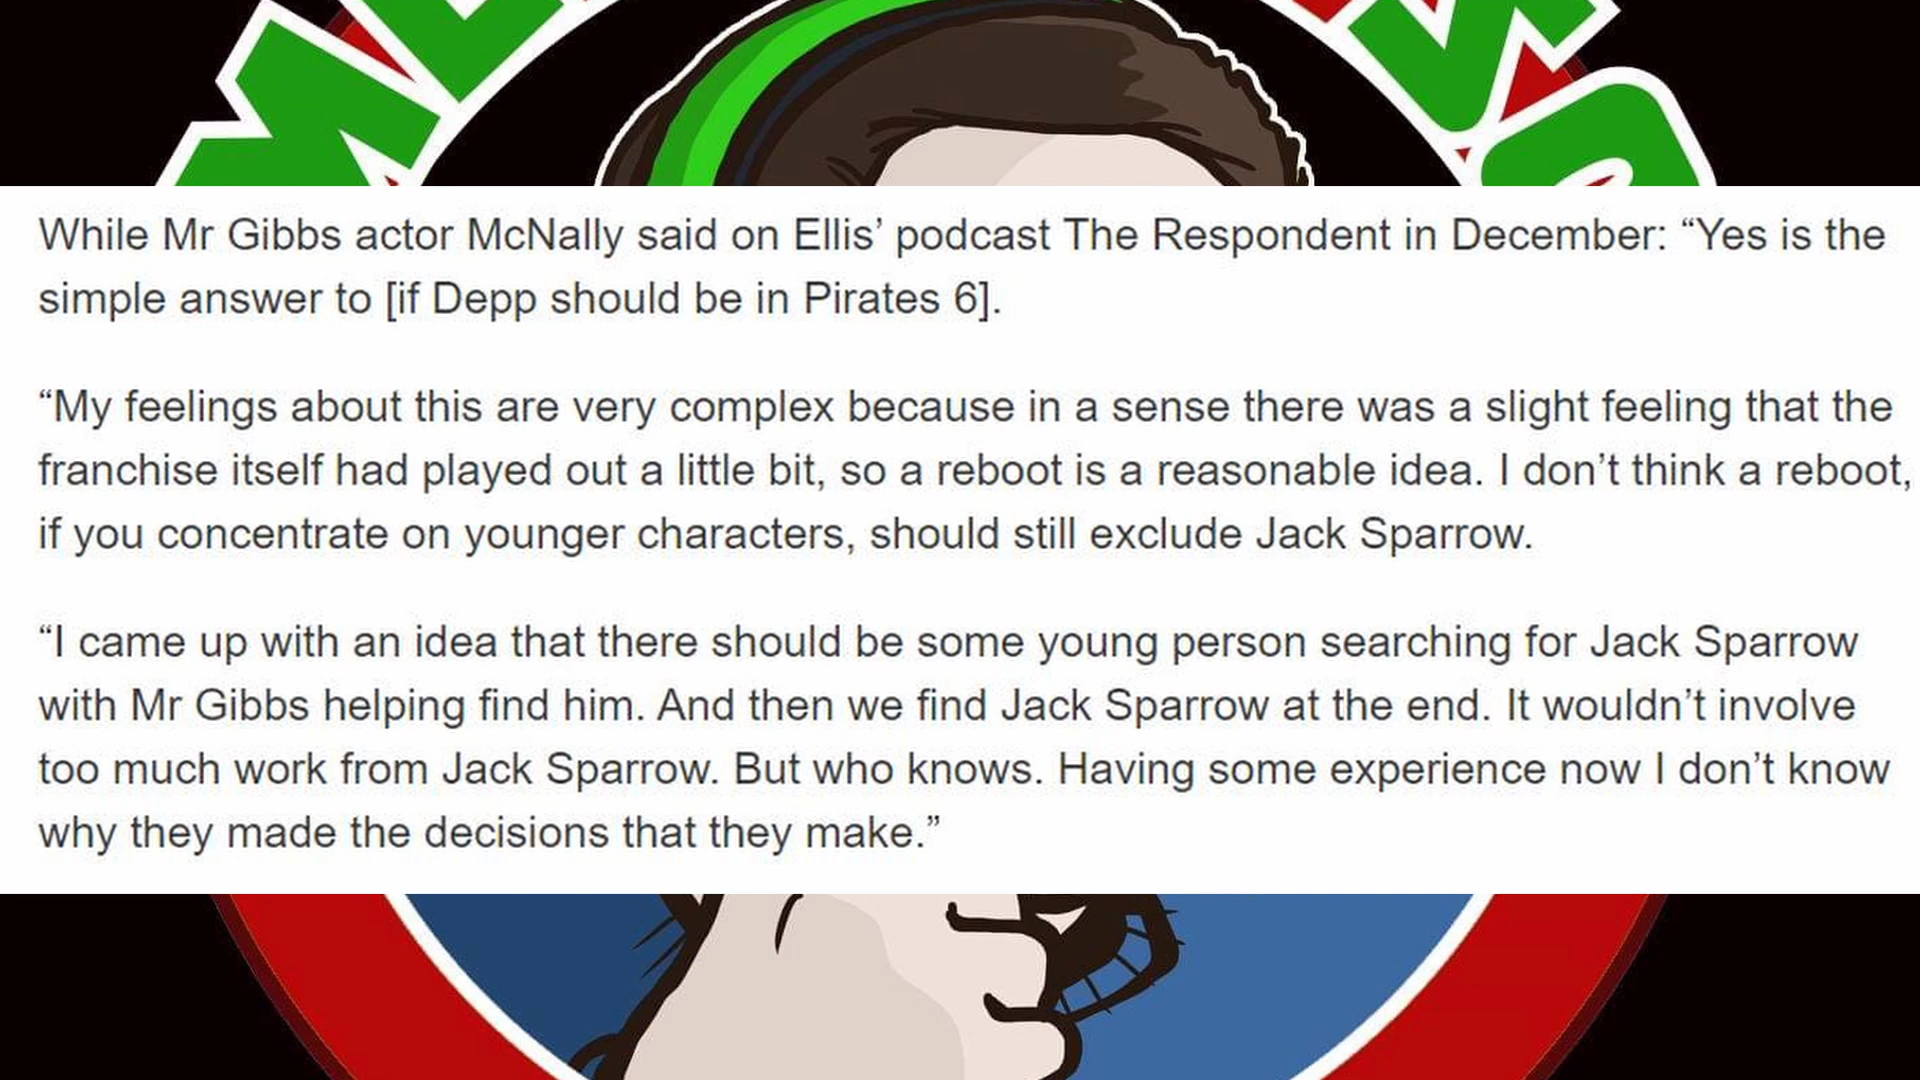 While Mr Gibbs actor McNally said on Ellis’ podcast The Respondent in December: “Yes is the
simple answer to [if Depp should be in Pirates 6].
“My feelings about this are very complex because in a sense there was a slight feeling that the
franchise itself had played out a little bit, so a reboot is a reasonable idea. I don’t think a reboot,
if you concentrate on younger characters, should still exclude Jack Sparrow.
“I came up with an idea that there should be some young person searching for Jack Sparrow
with Mr Gibbs helping find him. And then we find Jack Sparrow at the end. It wouldn’t involve
too much work from Jack Sparrow. But who knows. Having some experience now I don’t know
why they made the decisions that they make.”